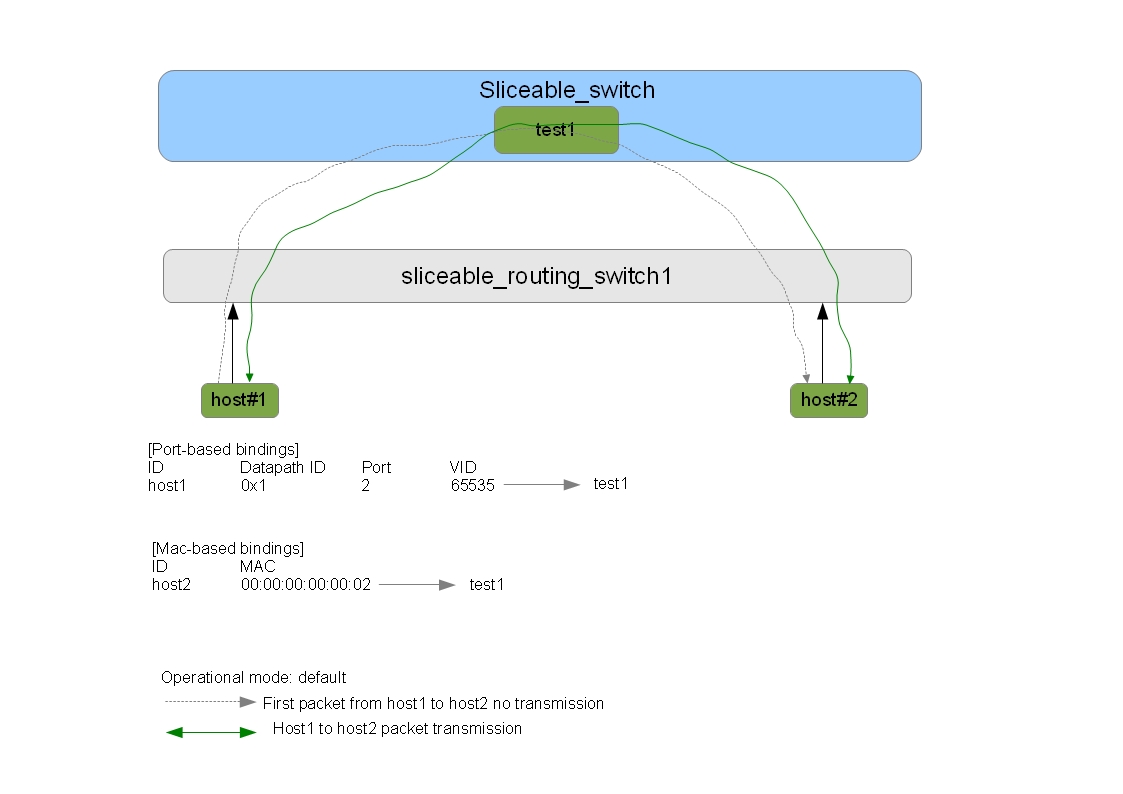 Sliceable_switch
test1
sliceable_routing_switch1
host#1
host#2
[Port-based bindings]
ID Datapath ID Port VID
host1 0x1 2 65535 test1
[Mac-based bindings]
ID MAC
host2 00:00:00:00:00:02 test1
Operational mode: default
First packet from host1 to host2 no transmission
Host1 to host2 packet transmission